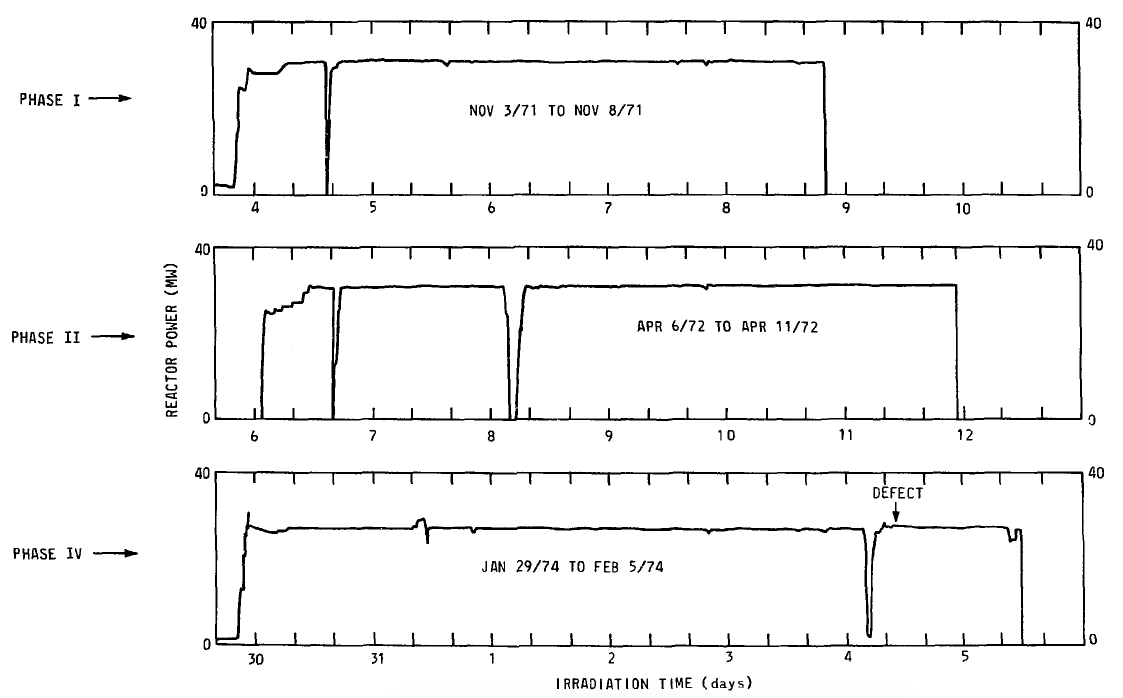 40 40
PHASE I
NOV 3/71 TO NOV 8/71
0 0
4 5 6 7 8 9 10
40 40
REACTOR POWER (MW)
PHASE II
APR 6/72 TO APR 11/72
0 0
6 7 8 9 10 11 12
40 40
DEFECT
PHASE IV
JAN 29/74 TO FEB 5/74
0 0
30 31 1 2 3 4 5
IRRADIATION TIME (days)